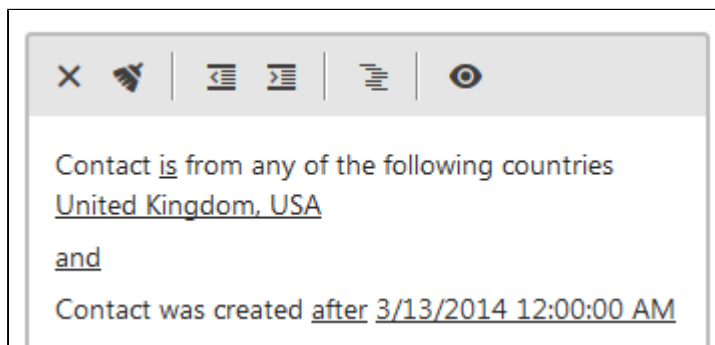 Contact is from any of the following countries
United Kingdom, USA
and
Contact was created after 3/13/2014 12:00:00 AM